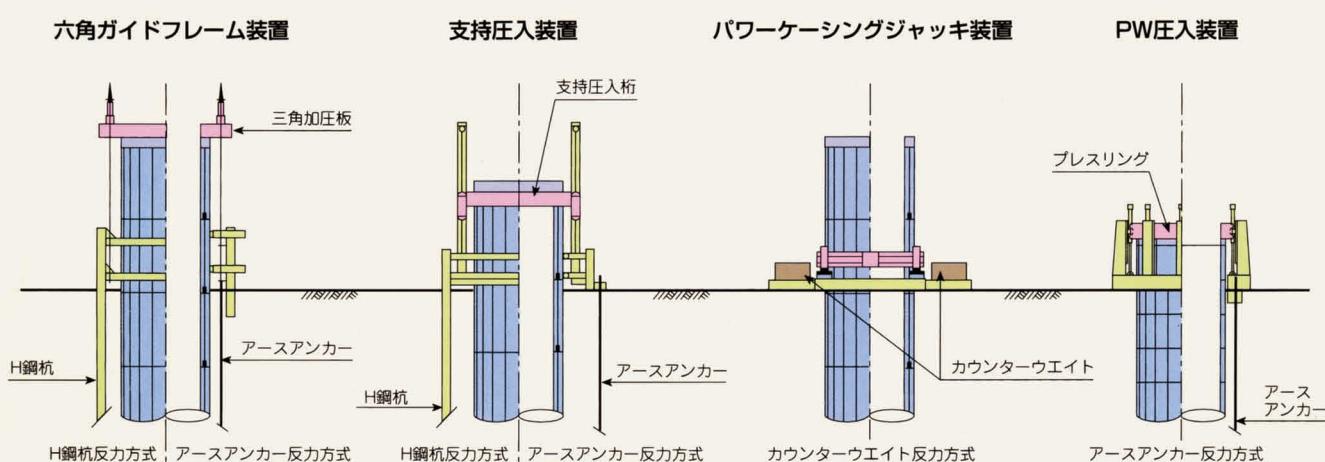 六角ガイドフレーム装置
支持圧入装置
パワーケーシングジャッキ装置
PW圧入装置
支持圧入桁
三角加圧板
プレスリング
アースアンカー
H鋼杭
アースアンカー
H鋼杭
カウンターウエイト
アース
アンカー
H鋼杭反力方式
アースアンカー反力方式
H鋼杭反力方式
アースアンカー反力方式
カウンターウエイト反力方式
アースアンカー反力方式